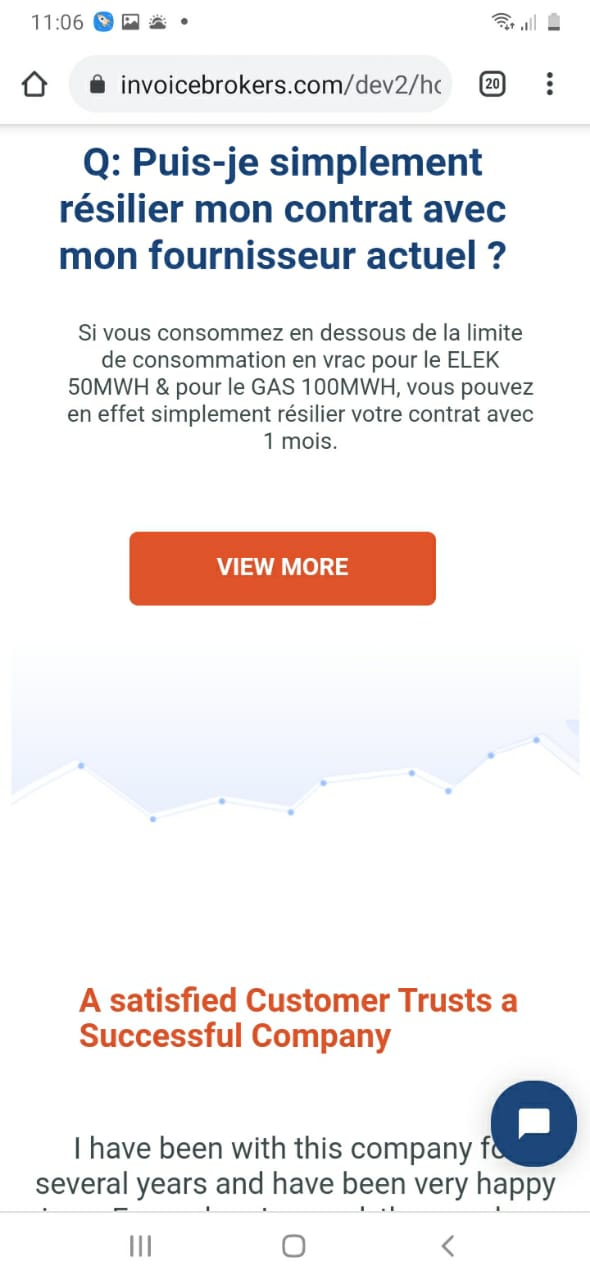 11:06
invoicebrokers.com/dev2/hc
20
Q: Puis-je simplement
résilier mon contrat avec
mon fournisseur actuel ?
Si vous consommez en dessous de la limite
de consommation en vrac pour le ELEK
50MWH & pour le GAS 100MWH, vous pouvez
en effet simplement résilier votre contrat avec
1 mois.
VIEW MORE
A satisfied Customer Trusts a
Successful Company
I have been with this company
several years and have been very happy